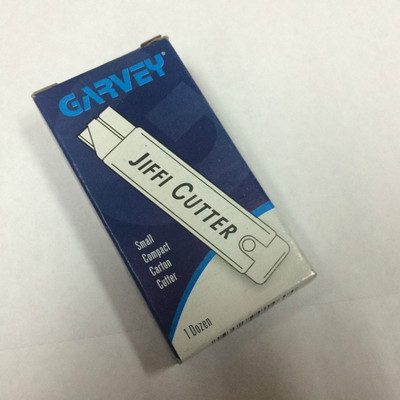 GARVEY®
JIFFI CUTTER
Small
Compact
Carton
Cutter
1 Dozen